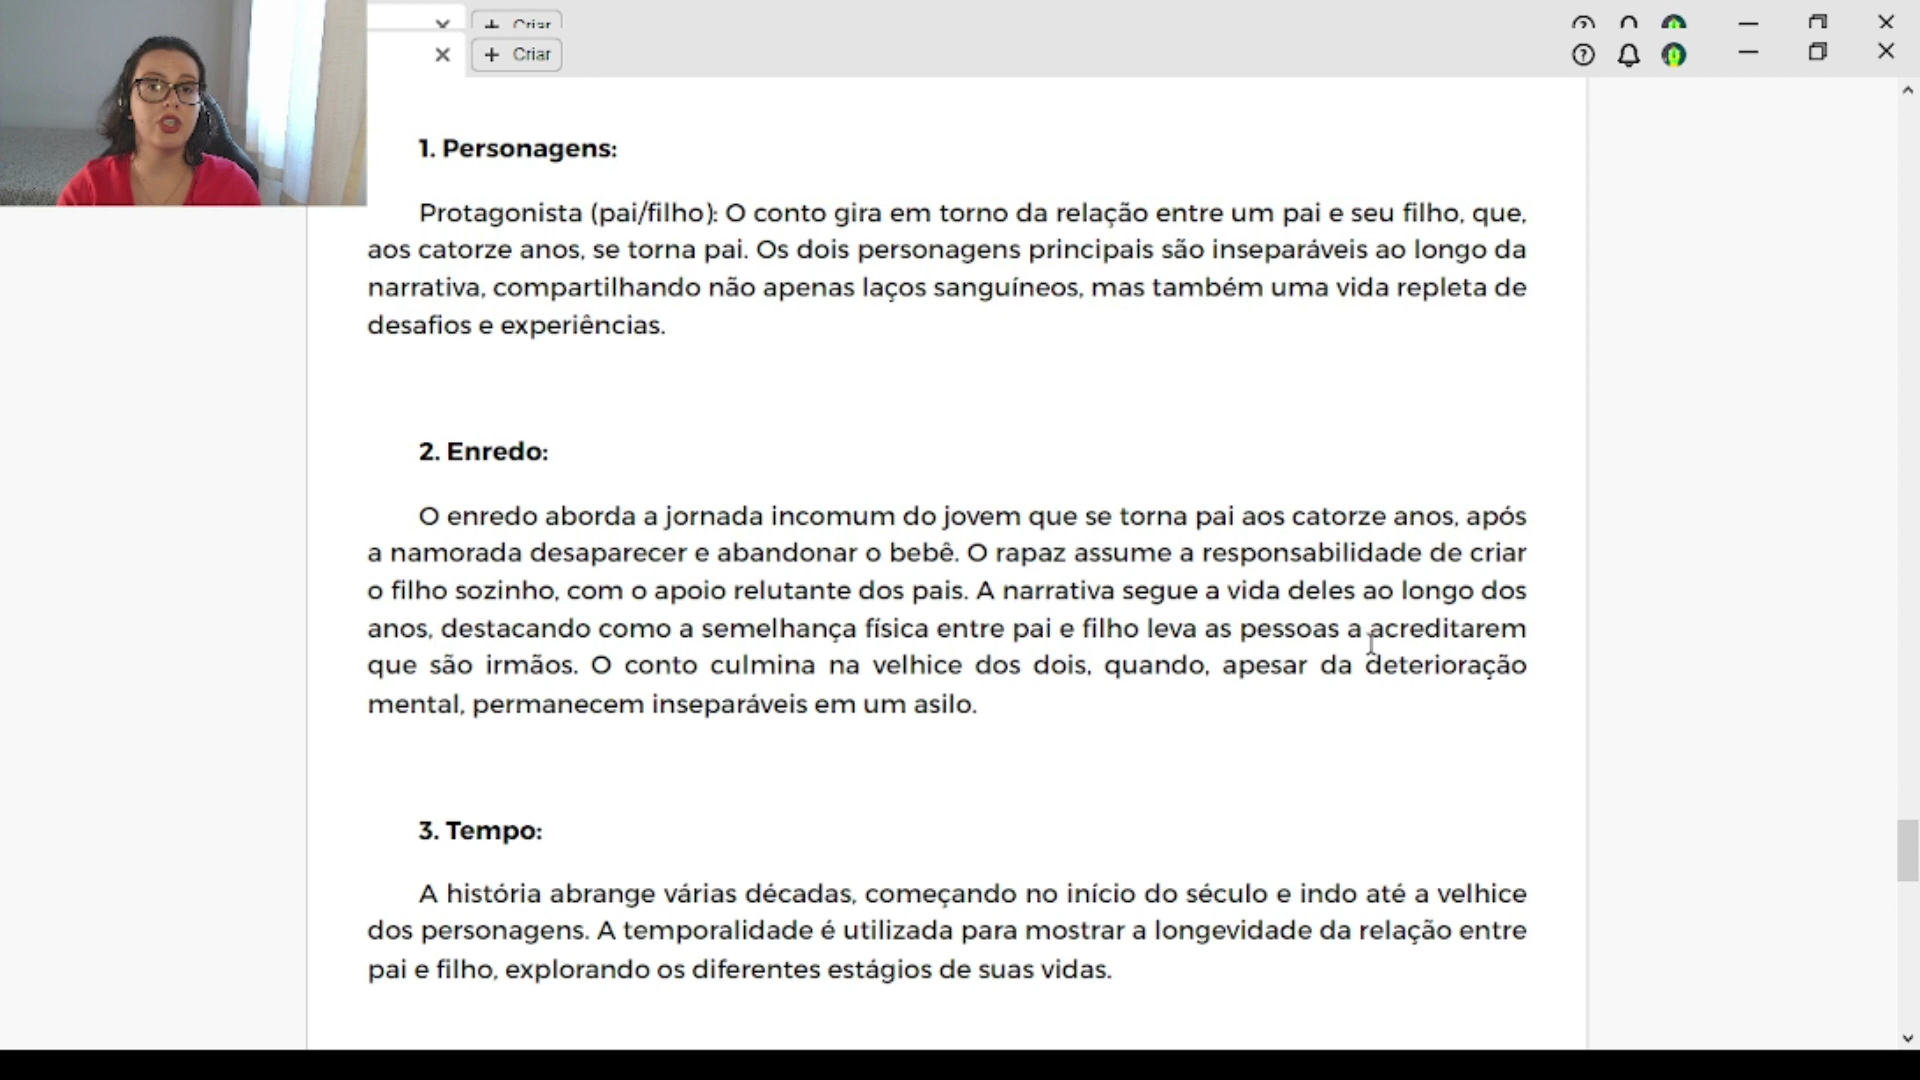 + Criar
+ Criar
1. Personagens:
Protagonista (pai/filho): O conto gira em torno da relação entre um pai e seu filho, que,
aos catorze anos, se torna pai. Os dois personagens principais são inseparáveis ao longo da
narrativa, compartilhando não apenas laços sanguíneos, mas também uma vida repleta de
desafios e experiências.
2. Enredo:
O enredo aborda a jornada incomum do jovem que se torna pai aos catorze anos, após
a namorada desaparecer e abandonar o bebê. O rapaz assume a responsabilidade de criar
o filho sozinho, com o apoio relutante dos pais. A narrativa segue a vida deles ao longo dos
anos, destacando como a semelhança física entre pai e filho leva as pessoas a acreditarem
que são irmãos. O conto culmina na velhice dos dois, quando, apesar da deterioração
mental, permanecem inseparáveis em um asilo.
3. Tempo:
A história abrange várias décadas, começando no início do século e indo até a velhice
dos personagens. A temporalidade é utilizada para mostrar a longevidade da relação entre
pai e filho, explorando os diferentes estágios de suas vidas.